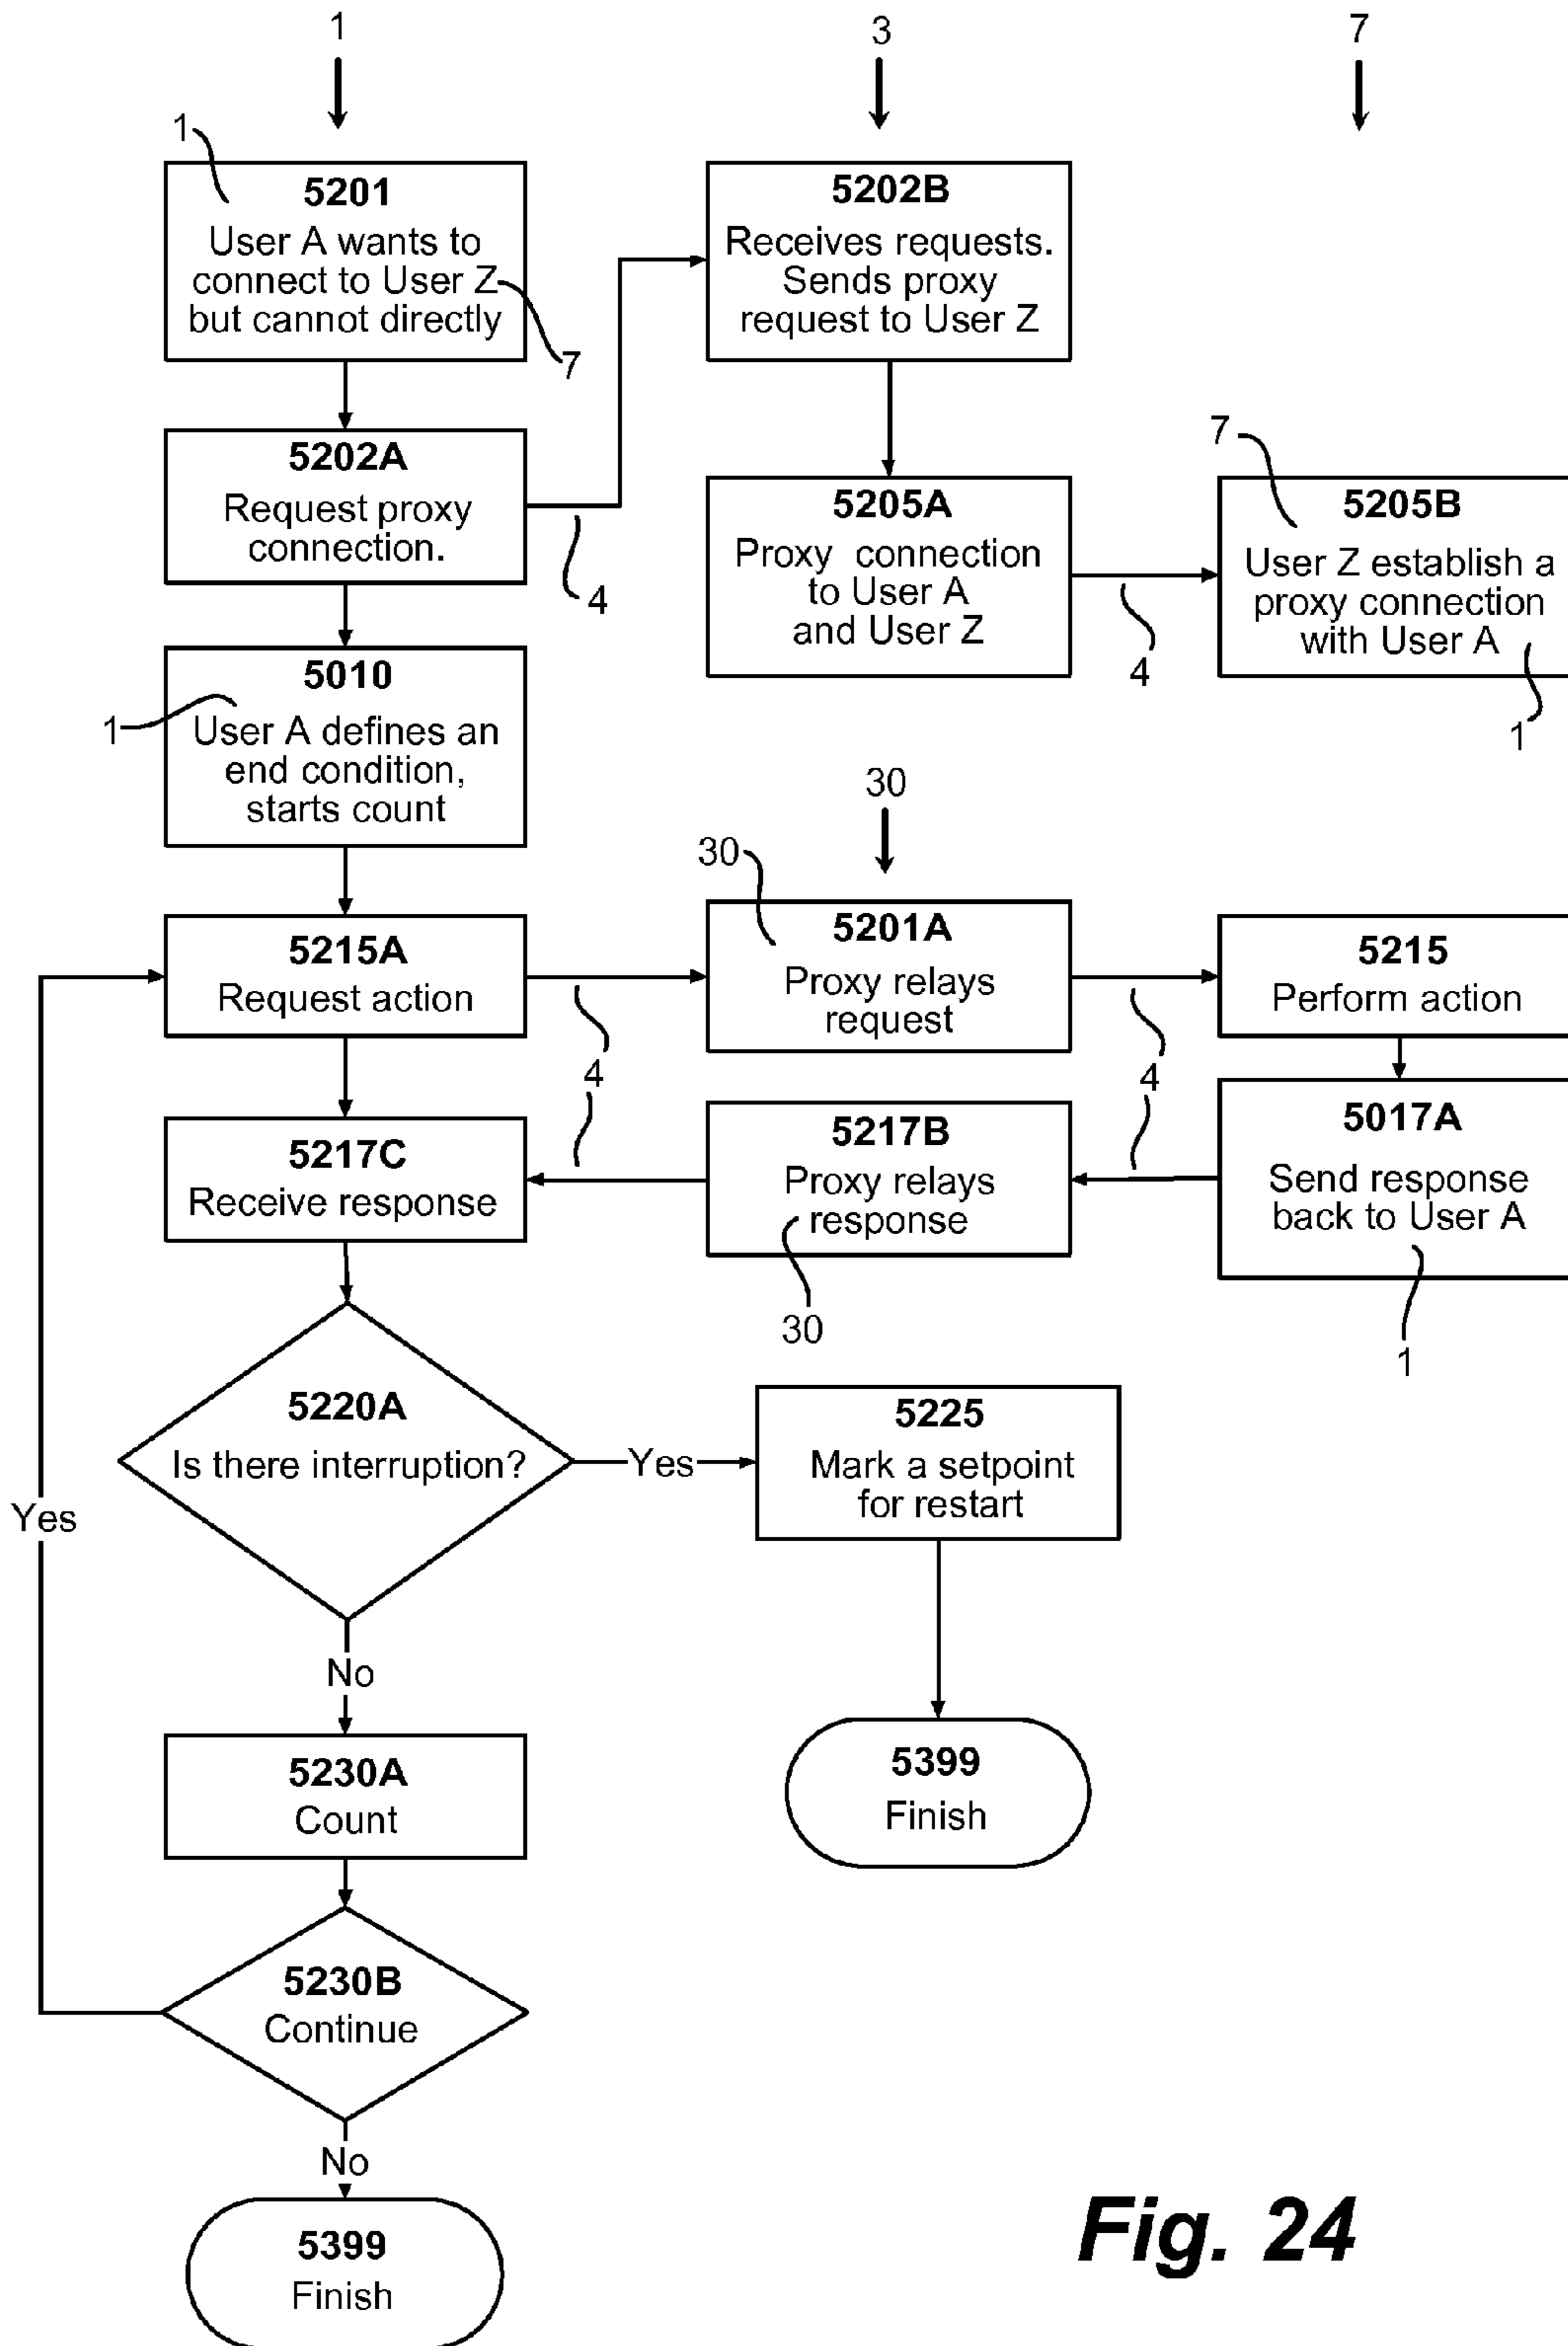 1
3
7
1
5201
User A wants to
connect to User Z
but cannot directly
7
5202B
Receives requests.
Sends proxy
request to User Z
5202A
Request proxy
connection.
4
5205A
Proxy connection
to User A
and User Z
4
7
5205B
User Z establish a
proxy connection
with User A
1
5010
User A defines an
end condition,
starts count
1
30
30
5215A
Request action
5201A
Proxy relays
request
5215
Perform action
4
4
5217C
Receive response
5217B
Proxy relays
response
30
5017A
Send response
back to User A
1
5220A
Is there interruption?
Yes
5225
Mark a setpoint
for restart
Yes
No
5230A
Count
5399
Finish
5230B
Continue
No
5399
Finish
Fig. 24